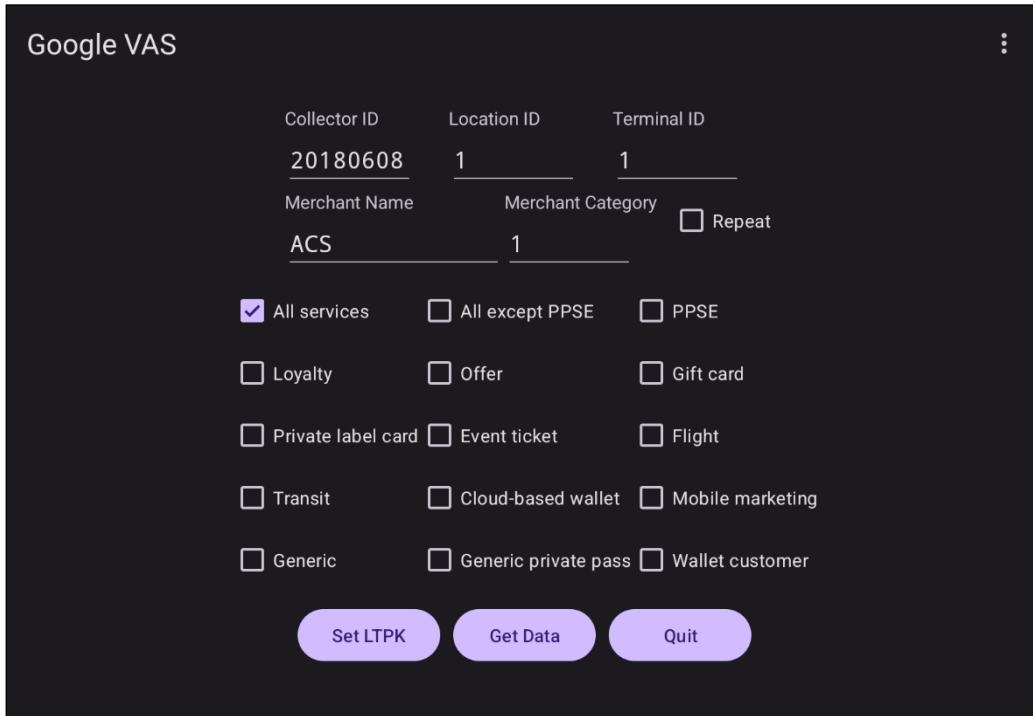 Google VAS
Collector ID Location ID Terminal ID
20180608 1 1
Merchant Name Merchant Category
Repeat
ACS 1
All services All except PPSE PPSE
Loyalty Offer Gift card
Private label card Event ticket Flight
Transit Cloud-based wallet Mobile marketing
Generic Generic private pass Wallet customer
Set LTPK Get Data Quit